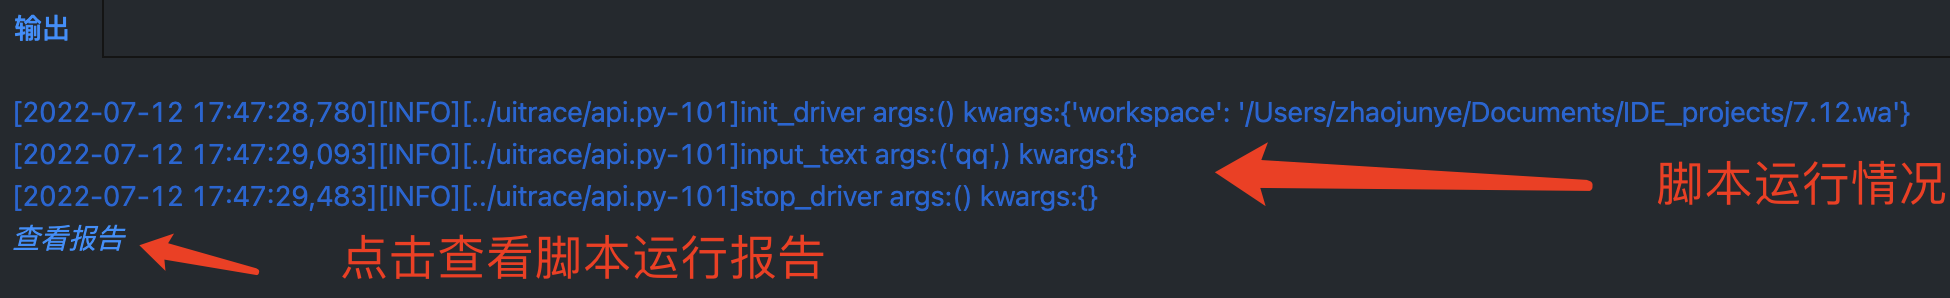 输出
[2022-07-12 17:47:28,780][INFO][../uitrace/api.py-101]init_driver args:() kwargs:{'workspace': '/Users/zhaojunye/Documents/IDE_projects/7.12.wa'}
[2022-07-12 17:47:29,093][INFO][../uitrace/api.py-101]input_text args:('qq',) kwargs:{}
[2022-07-12 17:47:29,483][INFO][../uitrace/api.py-101]stop_driver args:() kwargs:{}
脚本运行情况
查看报告
点击查看脚本运行报告